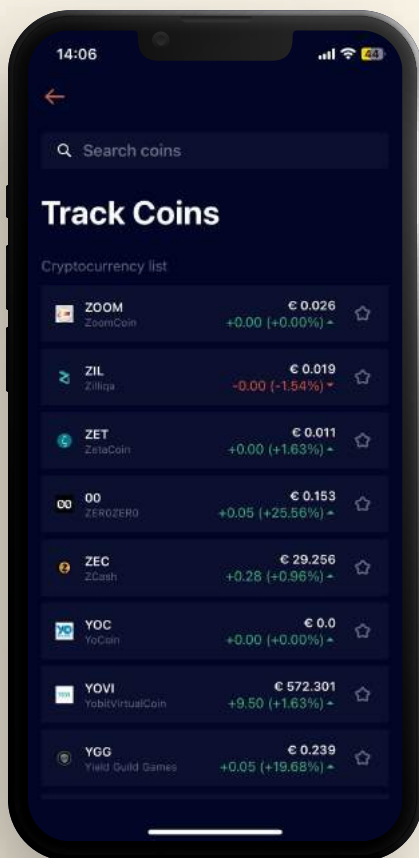 14:06
44
Search coins
Track Coins
Cryptocurrency list
ZOOM
ZoomCoin
€ 0.026
+0.00 (+0.00%)
ZIL
Zilliqa
€ 0.019
-0.00 (-1.54%)
ZET
ZetaCoin
€ 0.011
+0.00 (+1.63%)
00
00
ZER0ZER0
€ 0.153
+0.05 (+25.56%)
ZEC
ZCash
€ 29.256
+0.28 (+0.96%)
YO
YOC
YoCoin
€ 0.0
+0.00 (+0.00%)
YOVI
YobitVirtualCoin
€ 572.301
+9.50 (+1.63%)
YGG
Yield Guild Games
€ 0.239
+0.05 (+19.68%)